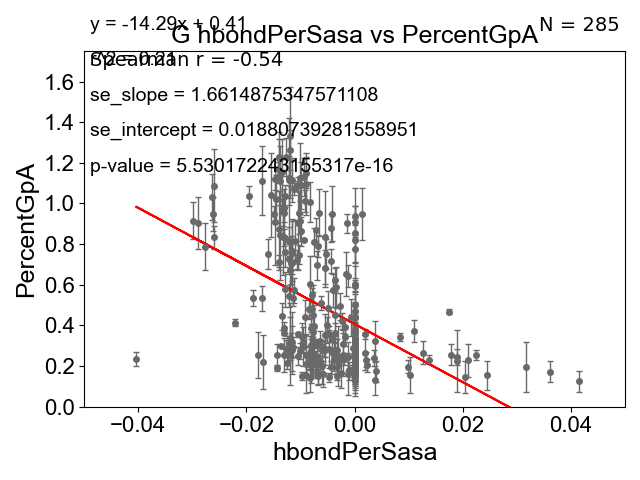 y = -14.29x + 0.41
N = 285
G hbondPerSasa vs PercentGpA
Spearman r = -0.54
se_slope = 1.6614875347571108
se_intercept = 0.01880739281558951
p-value = 5.530172243155317e-16
PercentGpA
1.6
1.4
1.2
1.0
0.8
0.6
0.4
0.2
0.0
−0.04 −0.02 0.00 0.02 0.04
hbondPerSasa